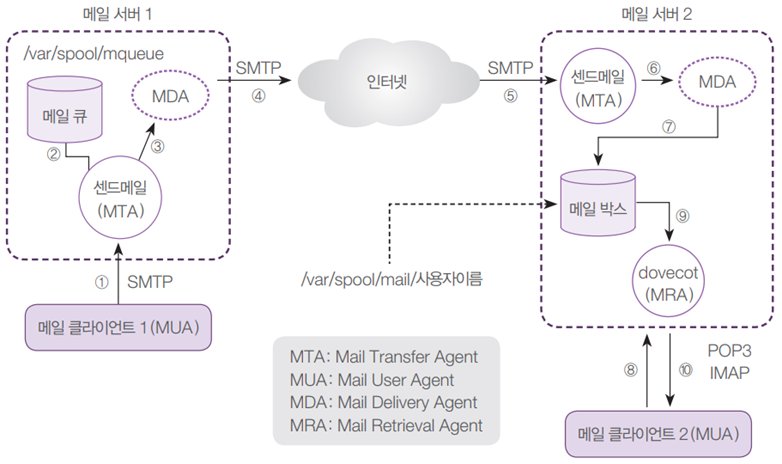 메일 서버 1
메일 서버 2
/var/spool/mqueue
메일 큐
MDA
②
③
센드메일
(MTA)
SMTP
④
인터넷
SMTP
⑤
센드메일
(MTA)
⑥
MDA
⑦
메일 박스
⑨
dovecot
(MRA)
①
SMTP
/var/spool/mail/사용자이름
메일 클라이언트 1(MUA)
MTA: Mail Transfer Agent
MUA: Mail User Agent
MDA: Mail Delivery Agent
MRA: Mail Retrieval Agent
⑧
⑩
POP3
IMAP
메일 클라이언트 2(MUA)